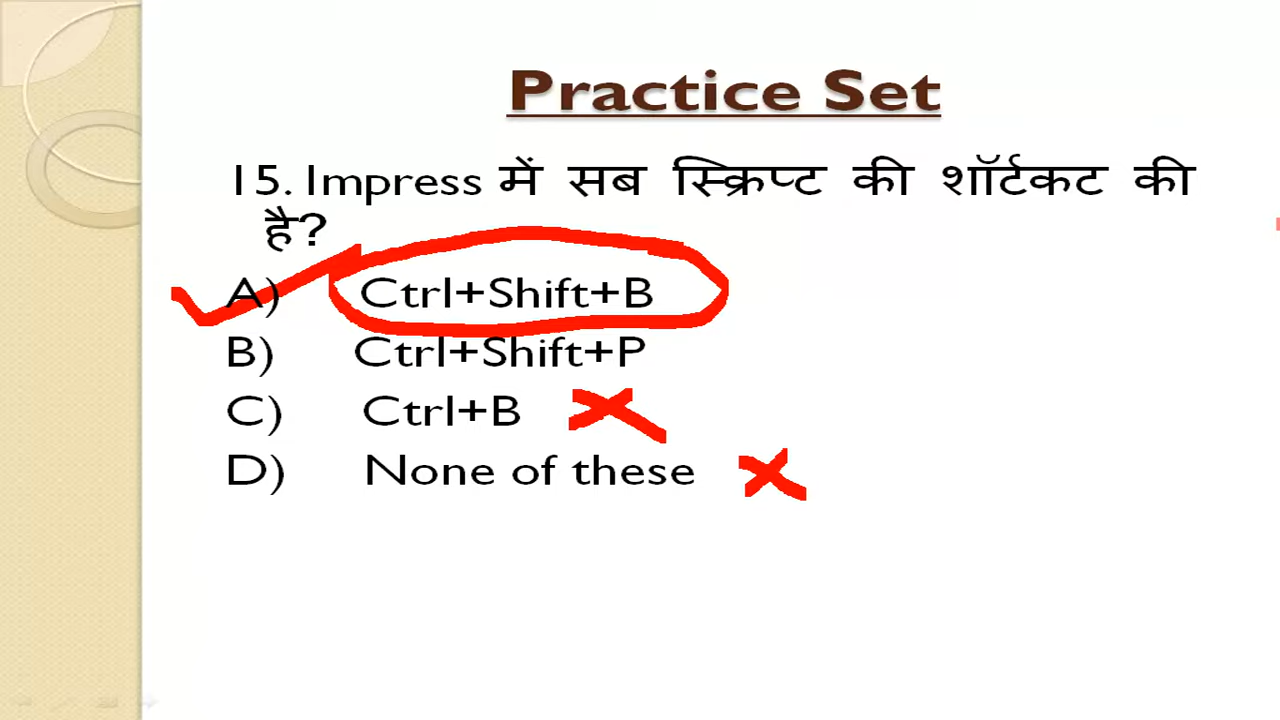 Practice Set
15. Impress में सब स्क्रिप्ट की शॉर्टकट की
है?
A) Ctrl+Shift+B
B) Ctrl+Shift+P
C) Ctrl+B
D) None of these